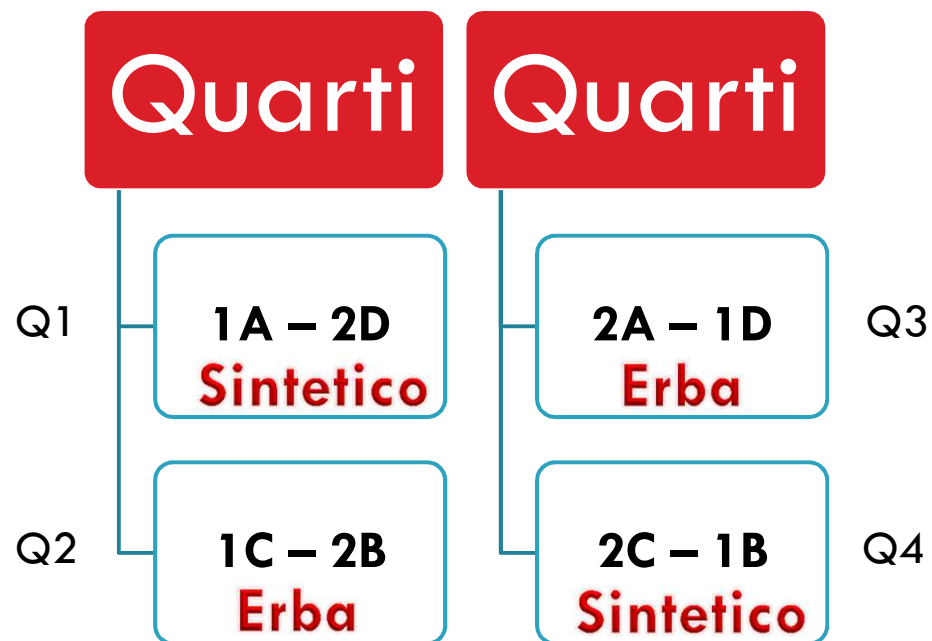 Quarti
Q1
1A – 2D
Sintetico
Q2
1C – 2B
Erba
Quarti
2A – 1D
Erba
Q3
2C – 1B
Sintetico
Q4